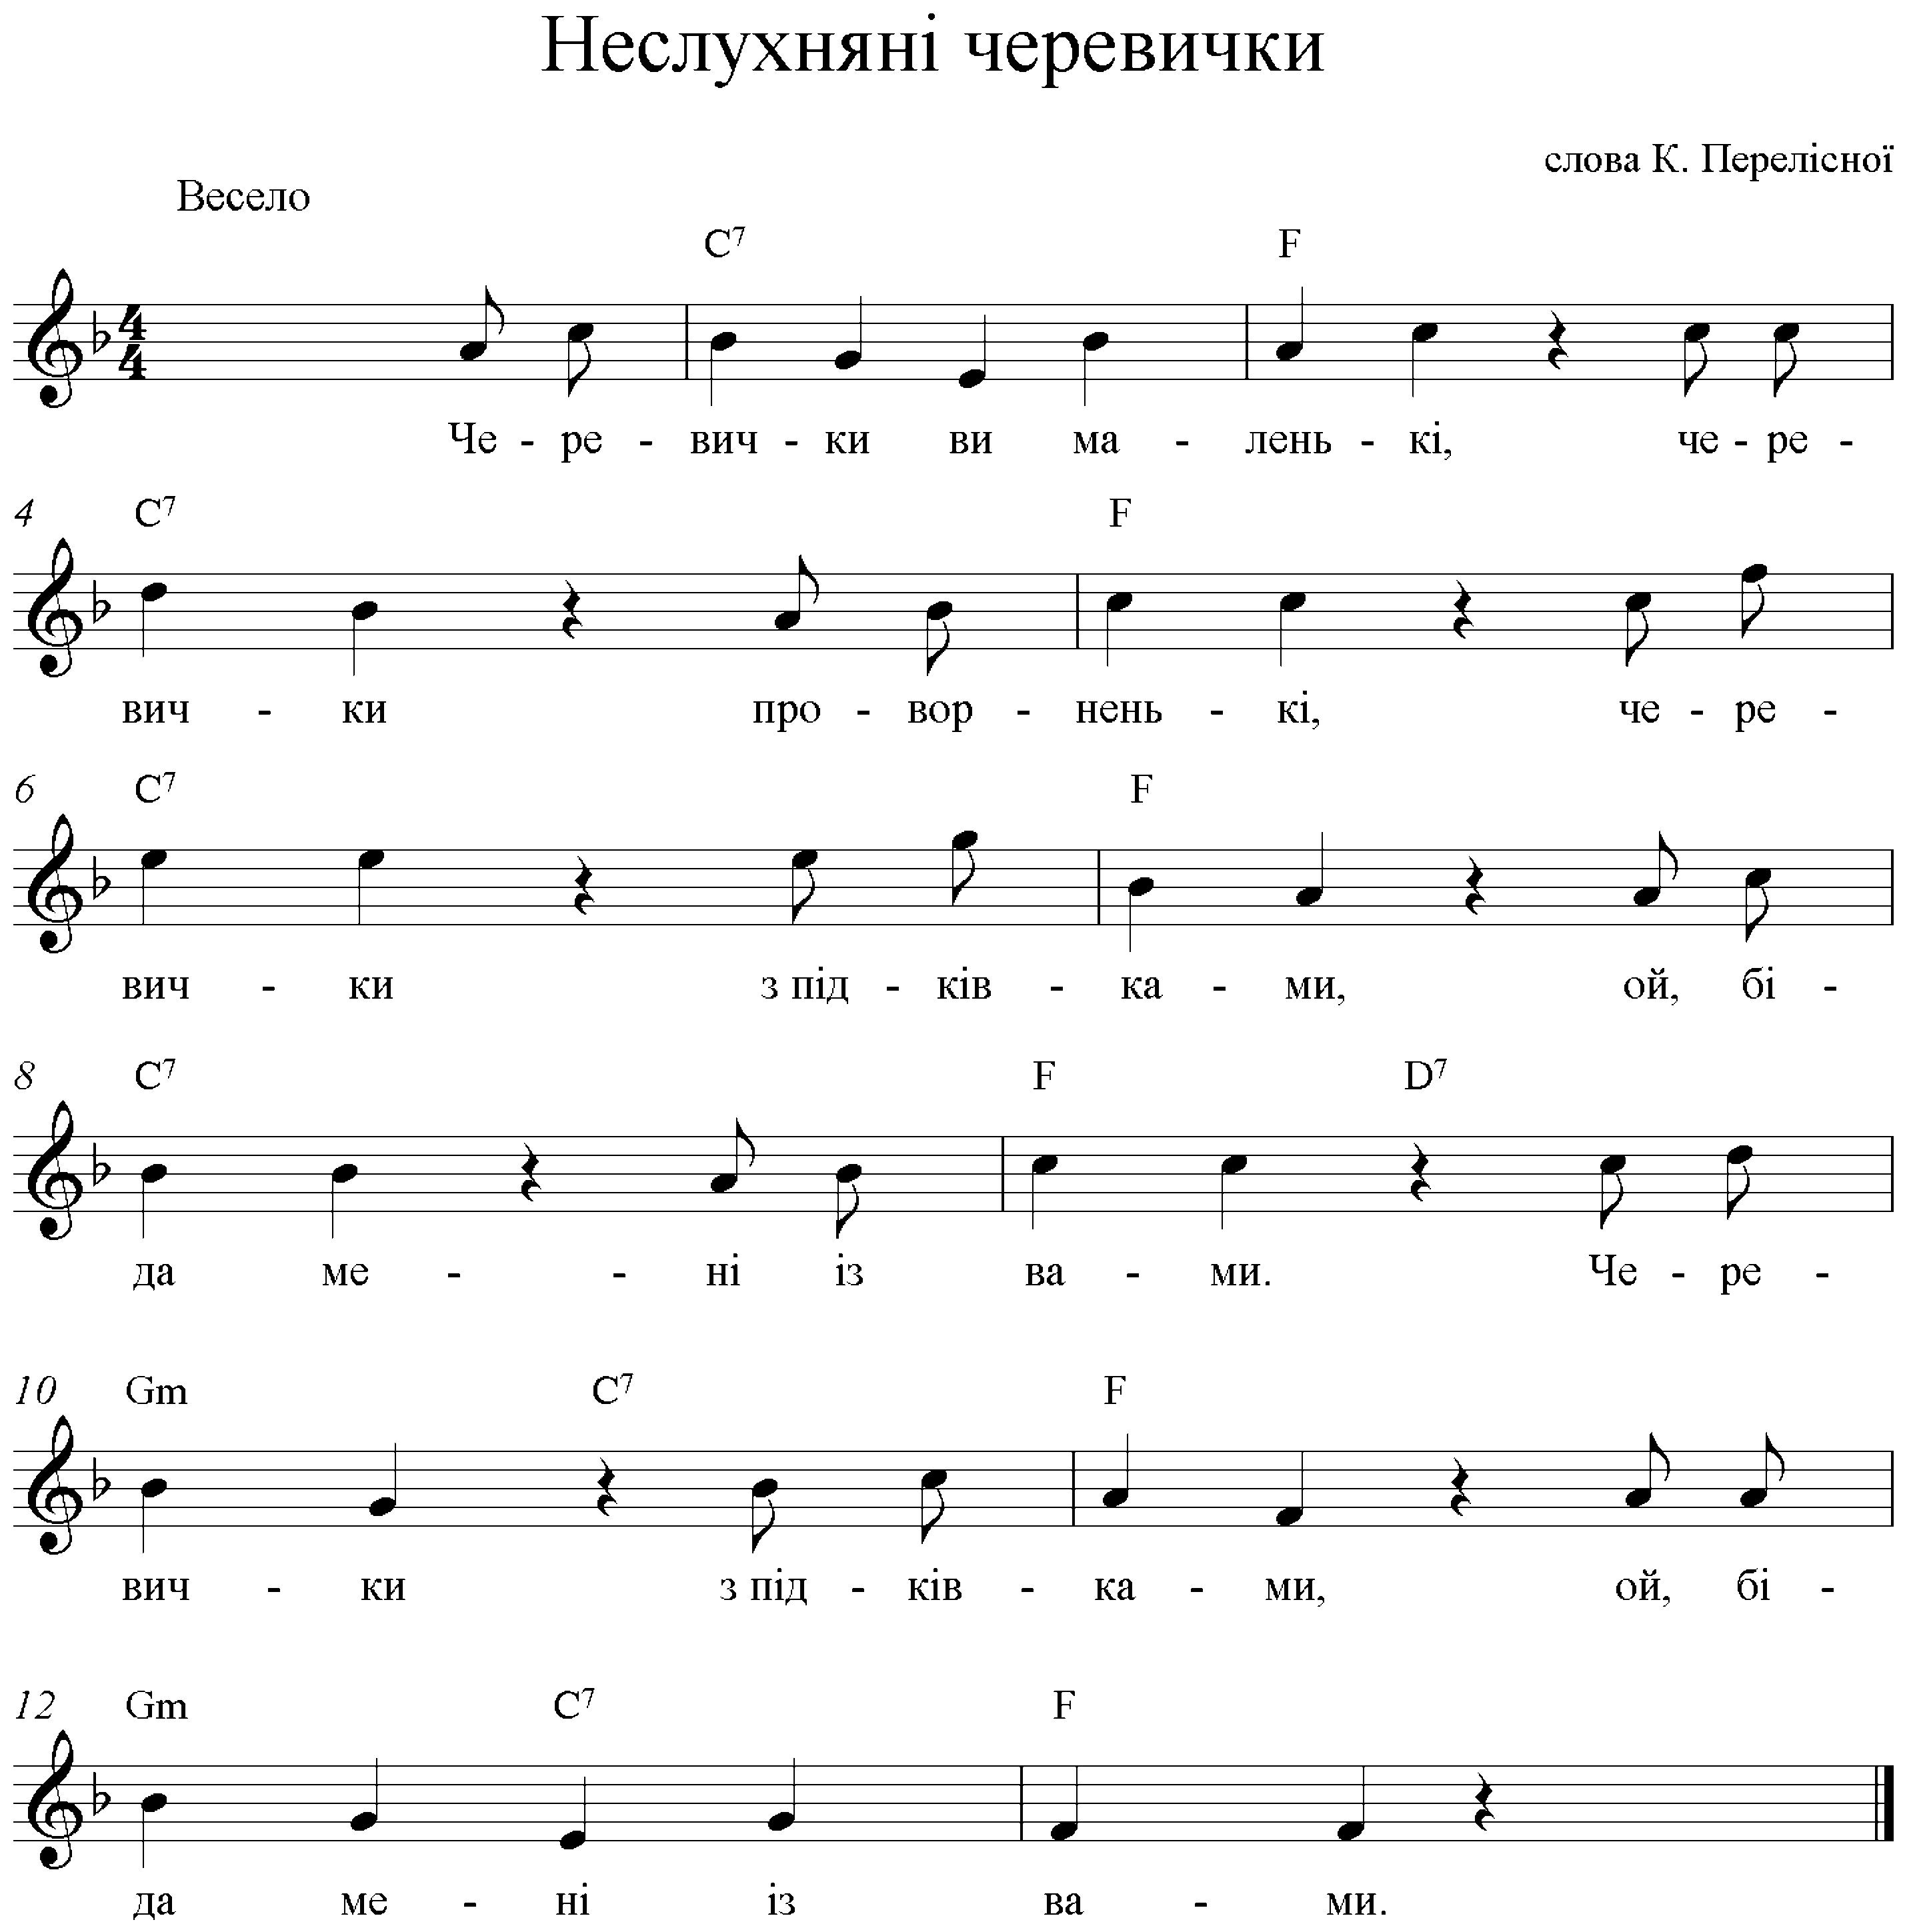 Неслухняні черевички
слова К. Перелісної
Весело
C7 F
4/4
Че - ре - вич - ки ви ма - лень - кі, че - ре -
4 C7 F
вич - ки про - вор - нень - кі, че - ре -
6 C7 F
вич - ки з під - ків - ка - ми, ой, бі -
8 C7 F D7
да ме - - ні із ва - ми. Че - ре -
10 Gm C7 F
вич - ки з під - ків - ка - ми, ой, бі -
12 Gm C7 F
да ме - ні із ва - ми.